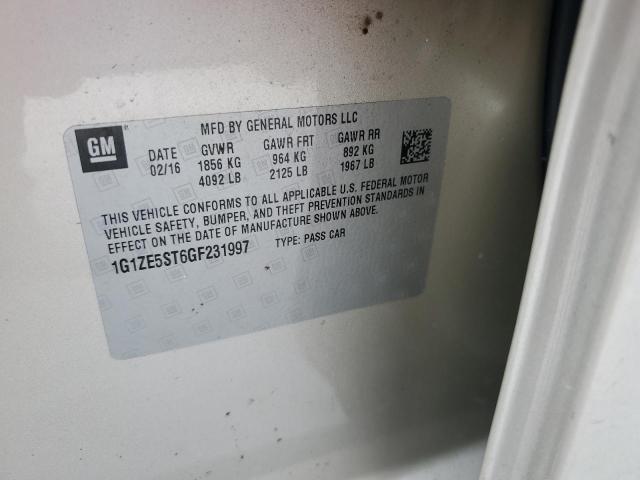 GM
MFD BY GENERAL MOTORS LLC
DATE GVWR GAWR FRT GAWR RR
02/16 1856 KG 964 KG 892 KG
4092 LB 2125 LB 1967 LB
THIS VEHICLE CONFORMS TO ALL APPLICABLE U.S. FEDERAL MOTOR
VEHICLE SAFETY, BUMPER, AND THEFT PREVENTION STANDARDS IN
EFFECT ON THE DATE OF MANUFACTURE SHOWN ABOVE.
1G1ZE5ST6GF231997 TYPE: PASS CAR